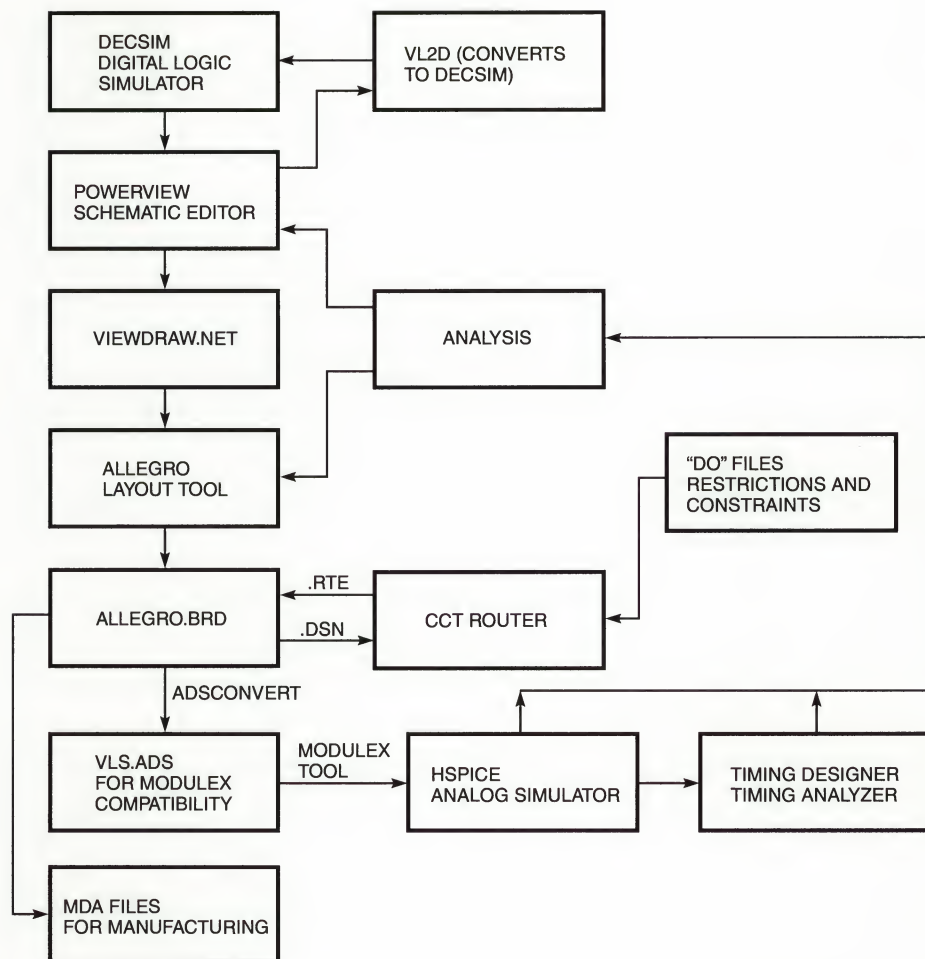 DECSIM
DIGITAL LOGIC
SIMULATOR
VL2D (CONVERTS
TO DECSIM)
POWERVIEW
SCHEMATIC EDITOR
VIEWDRAW.NET
ANALYSIS
ALLEGRO
LAYOUT TOOL
"DO" FILES
RESTRICTIONS AND
CONSTRAINTS
ALLEGRO.BRD
.RTE
.DSN
CCT ROUTER
ADSCONVERT
VLS.ADS
FOR MODULEX
COMPATIBILITY
MODULEX
TOOL
HSPICE
ANALOG SIMULATOR
TIMING DESIGNER
TIMING ANALYZER
MDA FILES
FOR MANUFACTURING